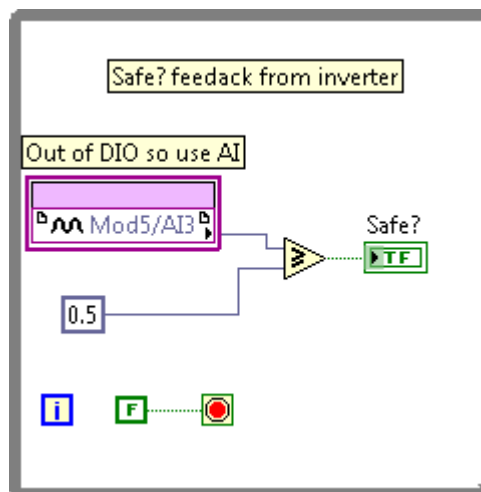 Safe? feedack from inverter
Out of DIO so use AI
Mod5/AI3
Safe?
TF
0.5
i
F